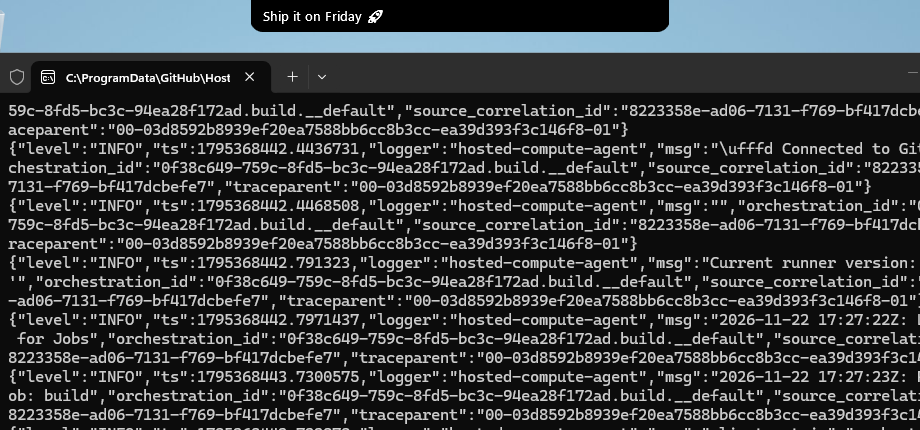 Ship it on Friday 🚀
C:\ProgramData\GitHub\Host
59c-8fd5-bc3c-94ea28f172ad.build.__default","source_correlation_id":"8223358e-ad06-7131-f769-bf417dcbe
aceparent":"00-03d8592b8939ef20ea7588bb6cc8b3cc-ea39d393f3c146f8-01"}
{"level":"INFO","ts":1795368442.4436731,"logger":"hosted-compute-agent","msg":"\ufffd Connected to Git
chestration_id":"0f38c649-759c-8fd5-bc3c-94ea28f172ad.build.__default","source_correlation_id":"82233
7131-f769-bf417dcbefe7","traceparent":"00-03d8592b8939ef20ea7588bb6cc8b3cc-ea39d393f3c146f8-01"}
{"level":"INFO","ts":1795368442.4468508,"logger":"hosted-compute-agent","msg":"","orchestration_id":"
759c-8fd5-bc3c-94ea28f172ad.build.__default","source_correlation_id":"8223358e-ad06-7131-f769-bf417dcb
raceparent":"00-03d8592b8939ef20ea7588bb6cc8b3cc-ea39d393f3c146f8-01"}
{"level":"INFO","ts":1795368442.791323,"logger":"hosted-compute-agent","msg":"Current runner version:
'","orchestration_id":"0f38c649-759c-8fd5-bc3c-94ea28f172ad.build.__default","source_correlation_id":"
-ad06-7131-f769-bf417dcbefe7","traceparent":"00-03d8592b8939ef20ea7588bb6cc8b3cc-ea39d393f3c146f8-01"
{"level":"INFO","ts":1795368442.7971437,"logger":"hosted-compute-agent","msg":"2026-11-22 17:27:22Z:
for Jobs","orchestration_id":"0f38c649-759c-8fd5-bc3c-94ea28f172ad.build.__default","source_correlati
8223358e-ad06-7131-f769-bf417dcbefe7","traceparent":"00-03d8592b8939ef20ea7588bb6cc8b3cc-ea39d393f3c14
{"level":"INFO","ts":1795368443.7300575,"logger":"hosted-compute-agent","msg":"2026-11-22 17:27:23Z:
ob: build","orchestration_id":"0f38c649-759c-8fd5-bc3c-94ea28f172ad.build.__default","source_correlati
8223358e-ad06-7131-f769-bf417dcbefe7","traceparent":"00-03d8592b8939ef20ea7588bb6cc8b3cc-ea39d393f3c14